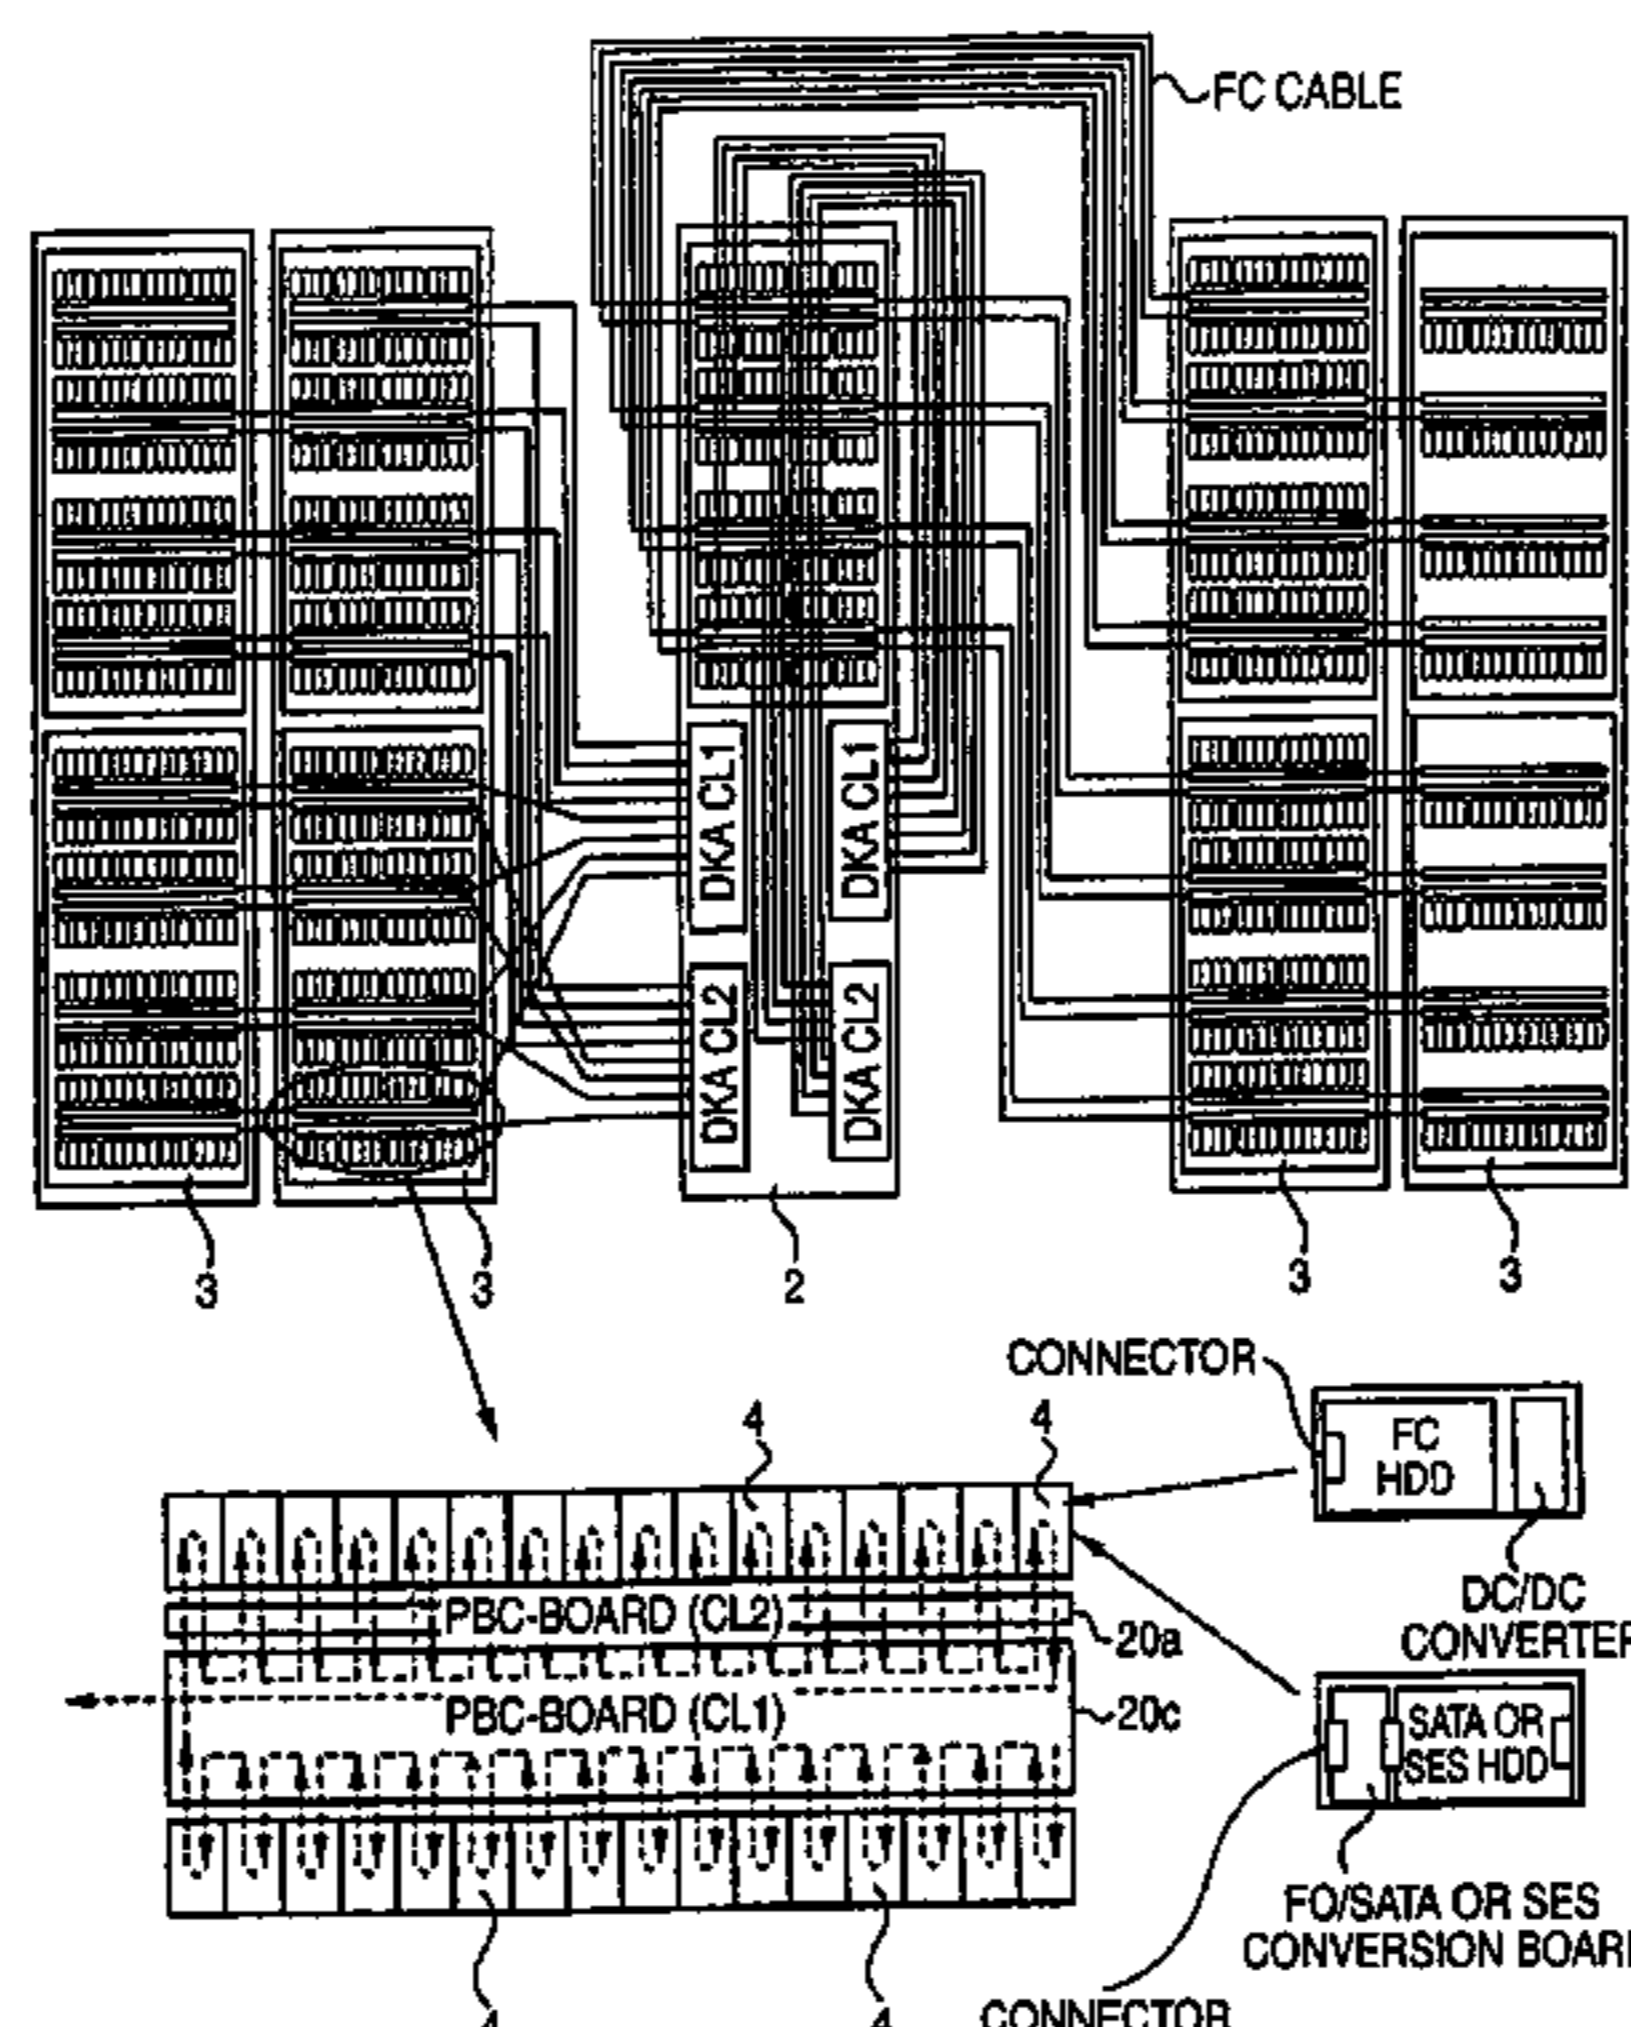 FC CABLE
DKA CL1
DKA CL1
DKA CL2
DKA CL2
3
3
2
3
3
CONNECTOR
4
4
FC
HDD
DC/DC
CONVERTER
PBC-BOARD (CL2)
20a
PBC-BOARD (CL1)
20c
SATA OR
SES HDD
FO/SATA OR SES
CONVERSION BOARD
4
4
CONNECTOR